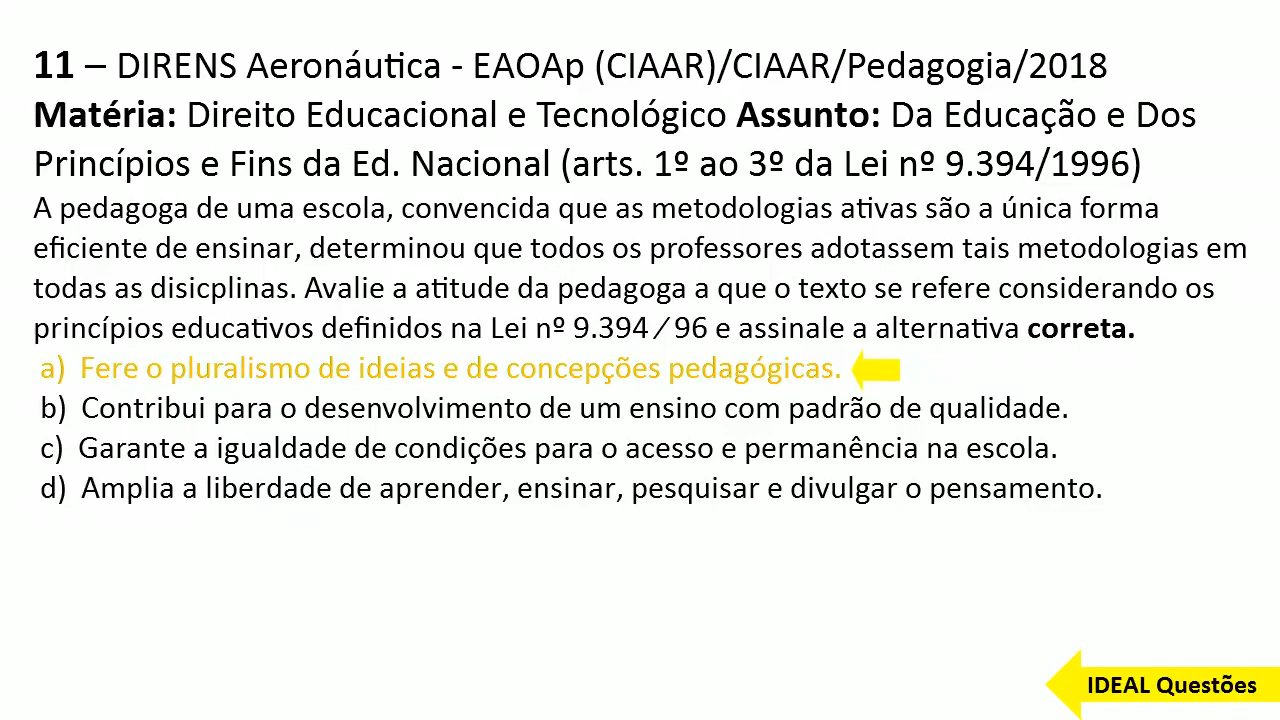 11 – DIRENS Aeronáutica - EAOAp (CIAAR)/CIAAR/Pedagogia/2018
Matéria: Direito Educacional e Tecnológico Assunto: Da Educação e Dos
Princípios e Fins da Ed. Nacional (arts. 1º ao 3º da Lei nº 9.394/1996)
A pedagoga de uma escola, convencida que as metodologias ativas são a única forma
eficiente de ensinar, determinou que todos os professores adotassem tais metodologias em
todas as disicplinas. Avalie a atitude da pedagoga a que o texto se refere considerando os
princípios educativos definidos na Lei nº 9.394 ∕ 96 e assinale a alternativa correta.
a) Fere o pluralismo de ideias e de concepções pedagógicas.
b) Contribui para o desenvolvimento de um ensino com padrão de qualidade.
c) Garante a igualdade de condições para o acesso e permanência na escola.
d) Amplia a liberdade de aprender, ensinar, pesquisar e divulgar o pensamento.
IDEAL Questões